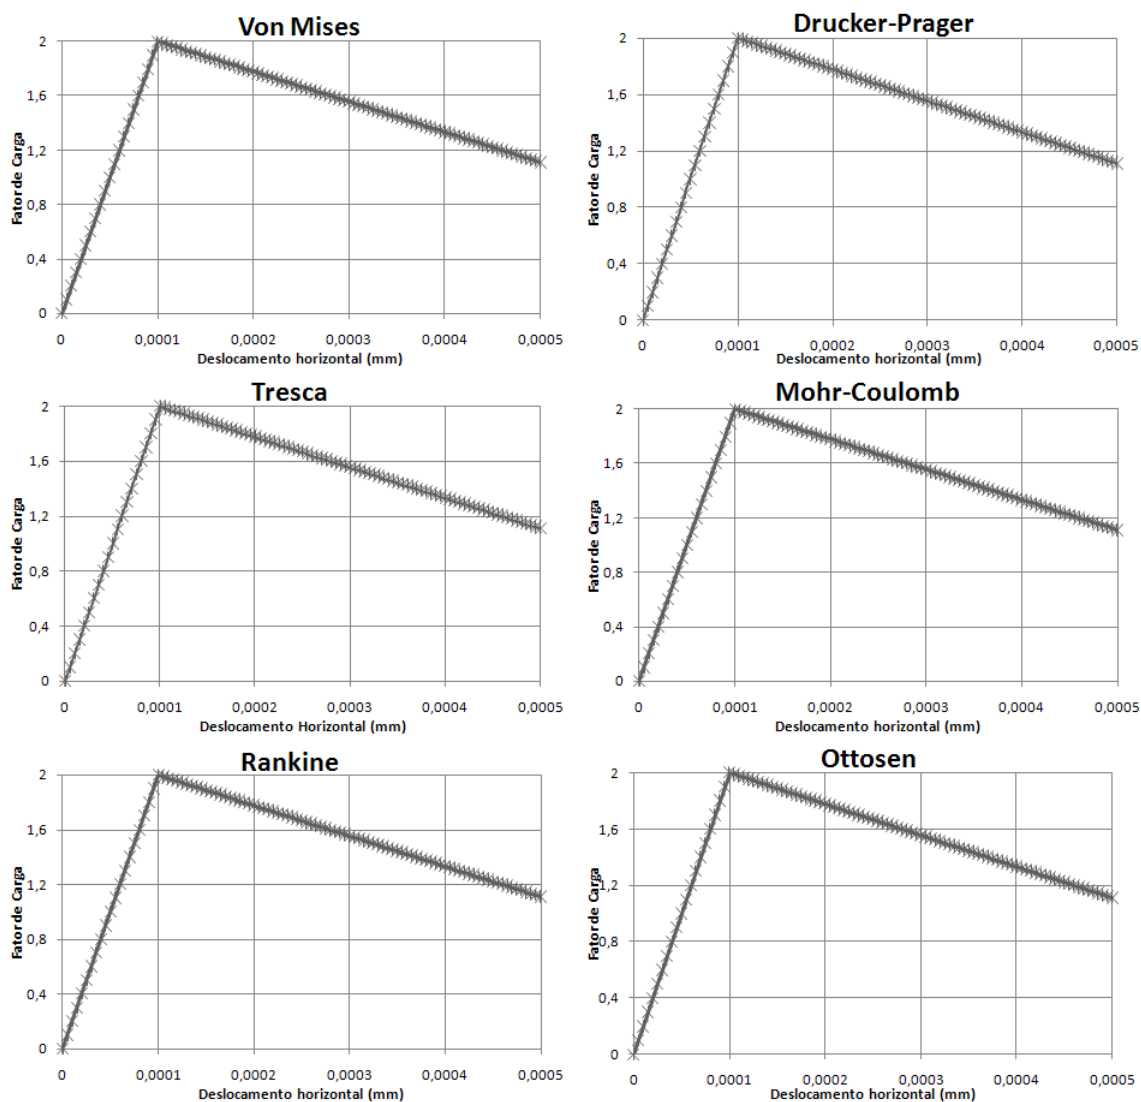 Von Mises
Fator de Carga
2
1,6
1,2
0,8
0,4
0
0 0,0001 0,0002 0,0003 0,0004 0,0005
Deslocamento horizontal (mm)
Drucker-Prager
Fator de Carga
2
1,6
1,2
0,8
0,4
0
0 0,0001 0,0002 0,0003 0,0004 0,0005
Deslocamento horizontal (mm)
Tresca
Fator de Carga
2
1,6
1,2
0,8
0,4
0
0 0,0001 0,0002 0,0003 0,0004 0,0005
Deslocamento Horizontal (mm)
Mohr-Coulomb
Fator de Carga
2
1,6
1,2
0,8
0,4
0
0 0,0001 0,0002 0,0003 0,0004 0,0005
Deslocamento horizontal (mm)
Rankine
Fator de Carga
2
1,6
1,2
0,8
0,4
0
0 0,0001 0,0002 0,0003 0,0004 0,0005
Deslocamento horizontal (mm)
Ottosen
Fator de Carga
2
1,6
1,2
0,8
0,4
0
0 0,0001 0,0002 0,0003 0,0004 0,0005
Deslocamento horizontal (mm)